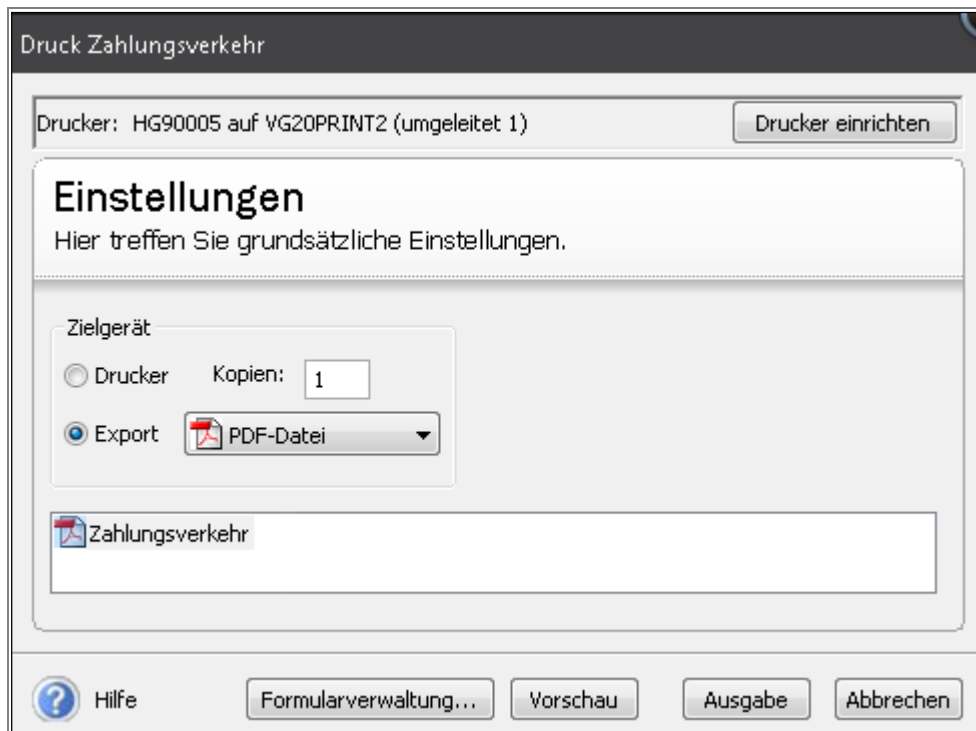 Druck Zahlungsverkehr
Drucker: HG90005 auf VG20PRINT2 (umgeleitet 1)
Drucker einrichten
Einstellungen
Hier treffen Sie grundsätzliche Einstellungen.
Zielgerät
Drucker Kopien: 1
Export PDF-Datei
Zahlungsverkehr
Hilfe Formularverwaltung... Vorschau Ausgabe Abbrechen